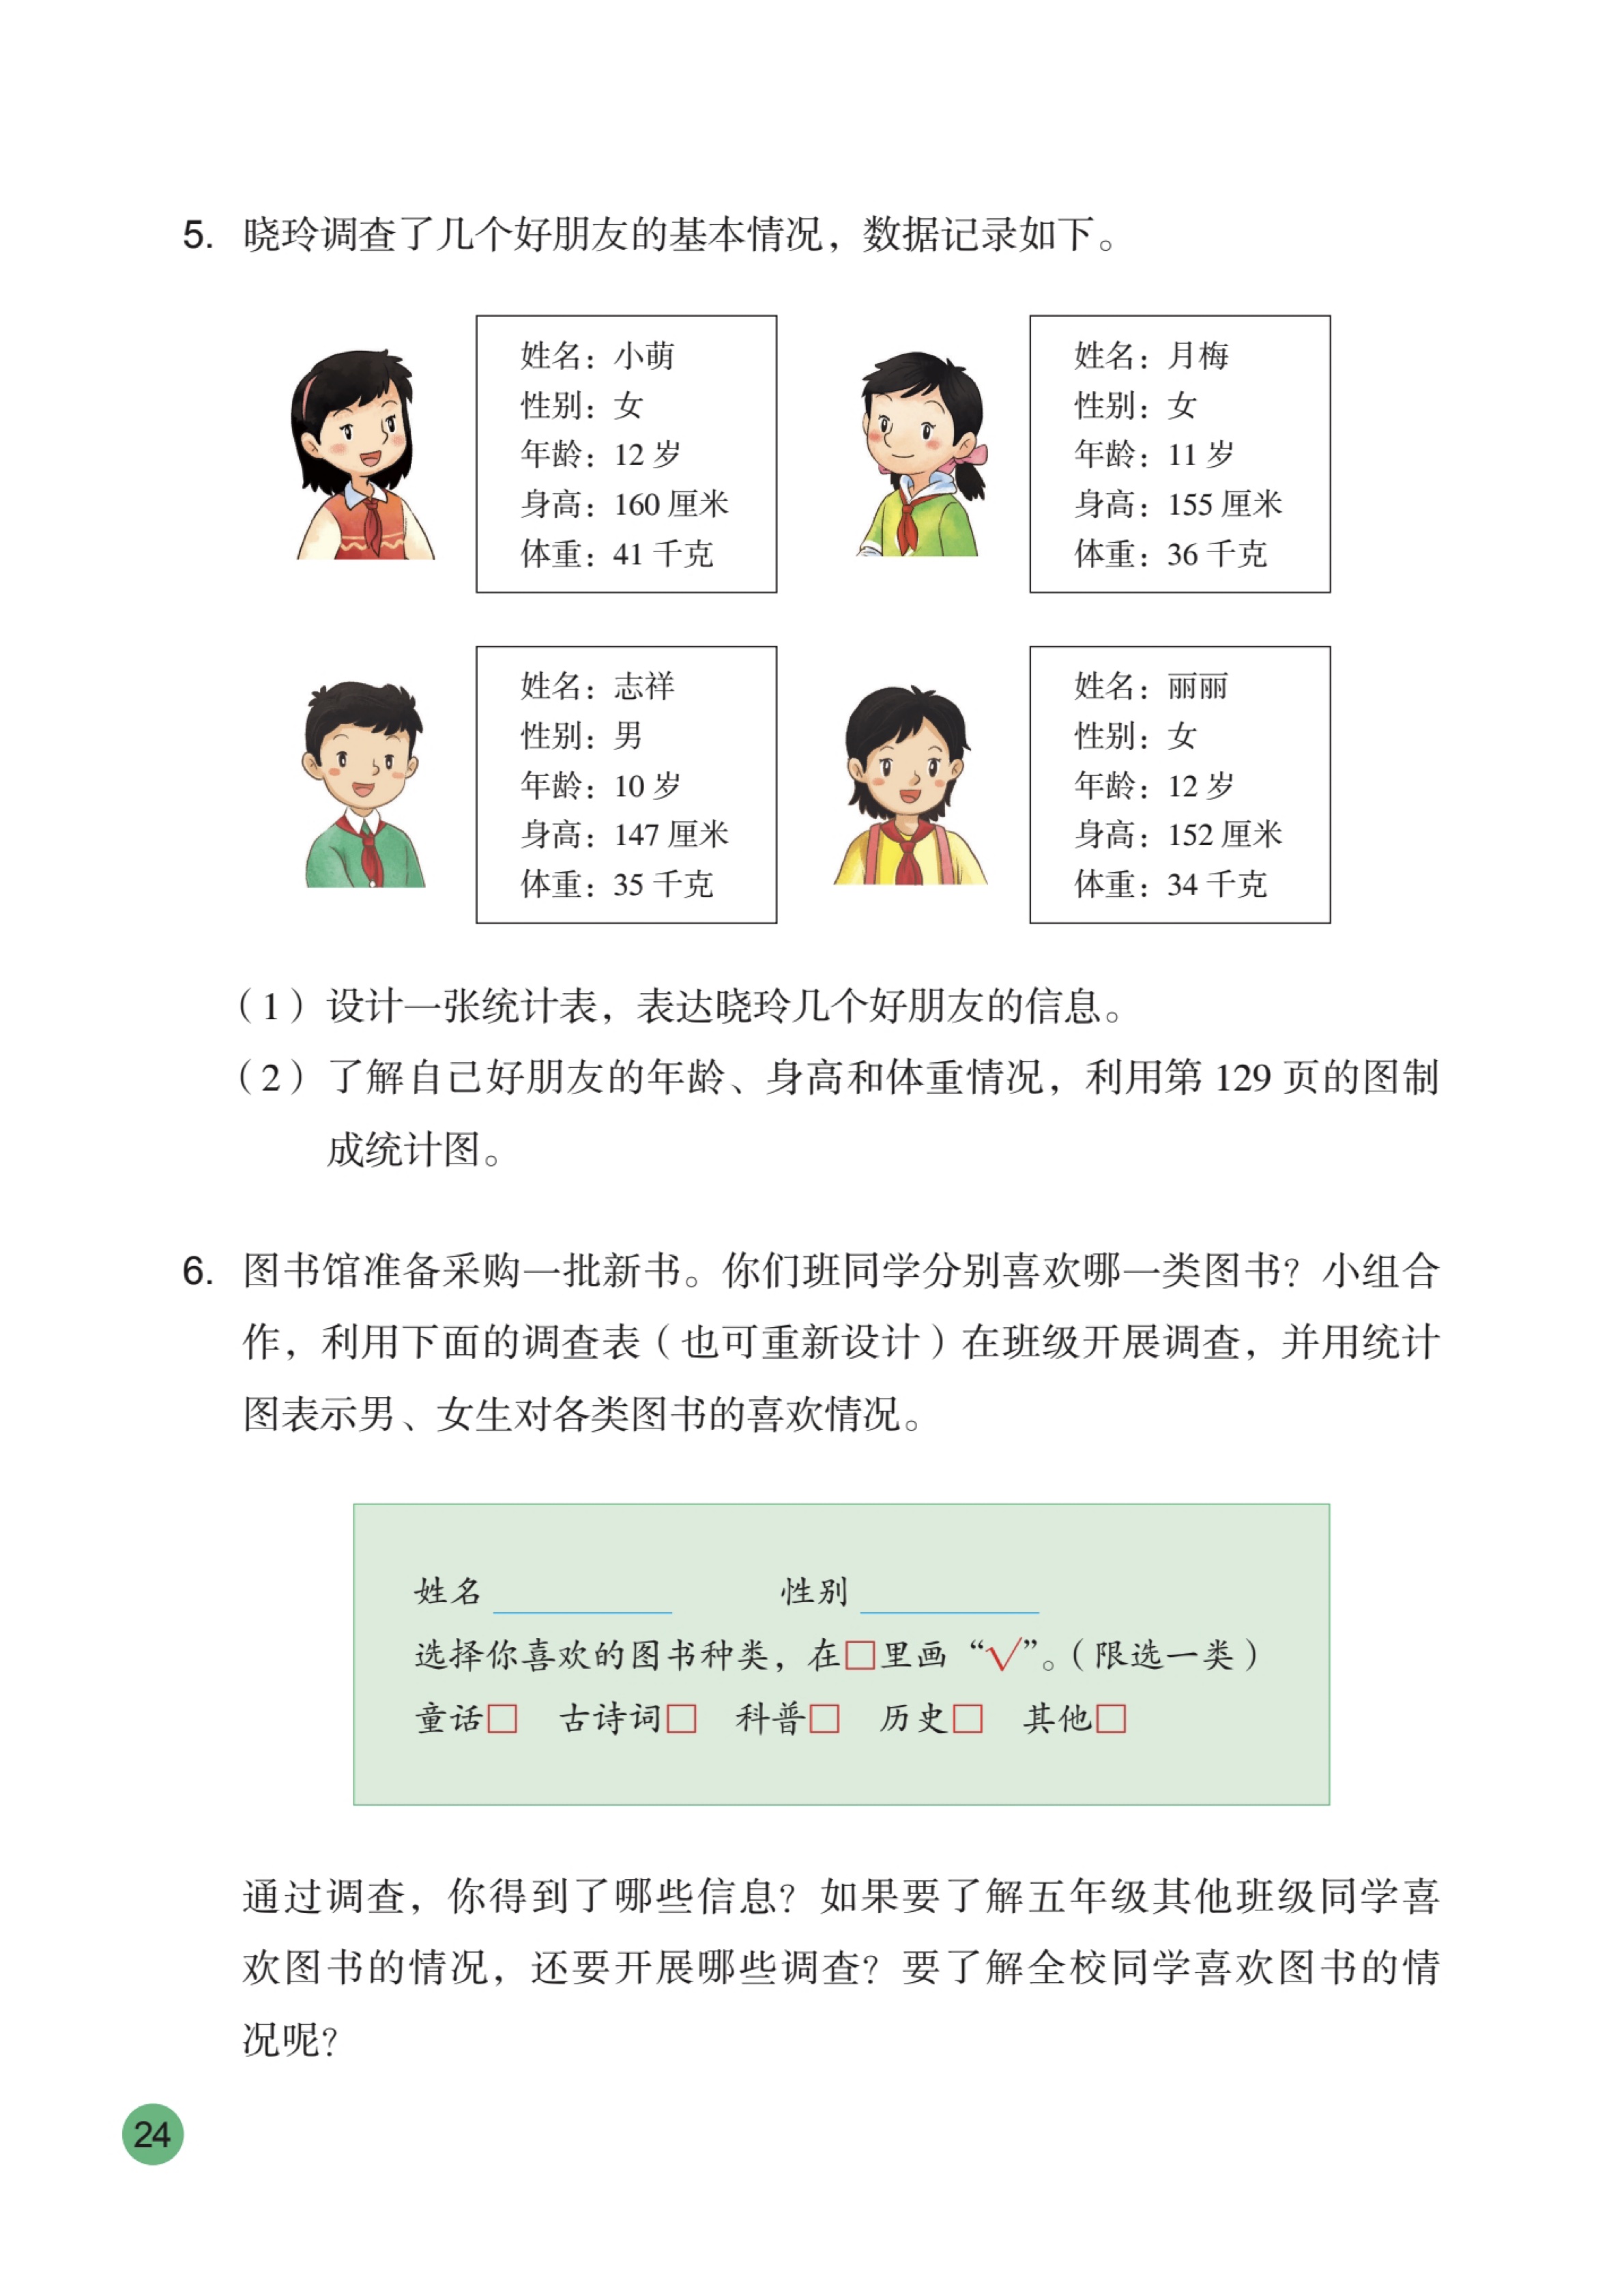 5. 晓玲调查了几个好朋友的基本情况，数据记录如下。
姓名：小萌
性别：女
年龄：12 岁
身高：160 厘米
体重：41 千克
姓名：月梅
性别：女
年龄：11 岁
身高：155 厘米
体重：36 千克
姓名：志祥
性别：男
年龄：10 岁
身高：147 厘米
体重：35 千克
姓名：丽丽
性别：女
年龄：12 岁
身高：152 厘米
体重：34 千克
（1）设计一张统计表，表达晓玲几个好朋友的信息。
（2）了解自己好朋友的年龄、身高和体重情况，利用第 129 页的图制
成统计图。
6. 图书馆准备采购一批新书。你们班同学分别喜欢哪一类图书？小组合
作，利用下面的调查表（也可重新设计）在班级开展调查，并用统计
图表示男、女生对各类图书的喜欢情况。
姓名 ________ 性别 ________
选择你喜欢的图书种类，在□里画“√”。（限选一类）
童话□ 古诗词□ 科普□ 历史□ 其他□
通过调查，你得到了哪些信息？如果要了解五年级其他班级同学喜
欢图书的情况，还要开展哪些调查？要了解全校同学喜欢图书的情
况呢？
24